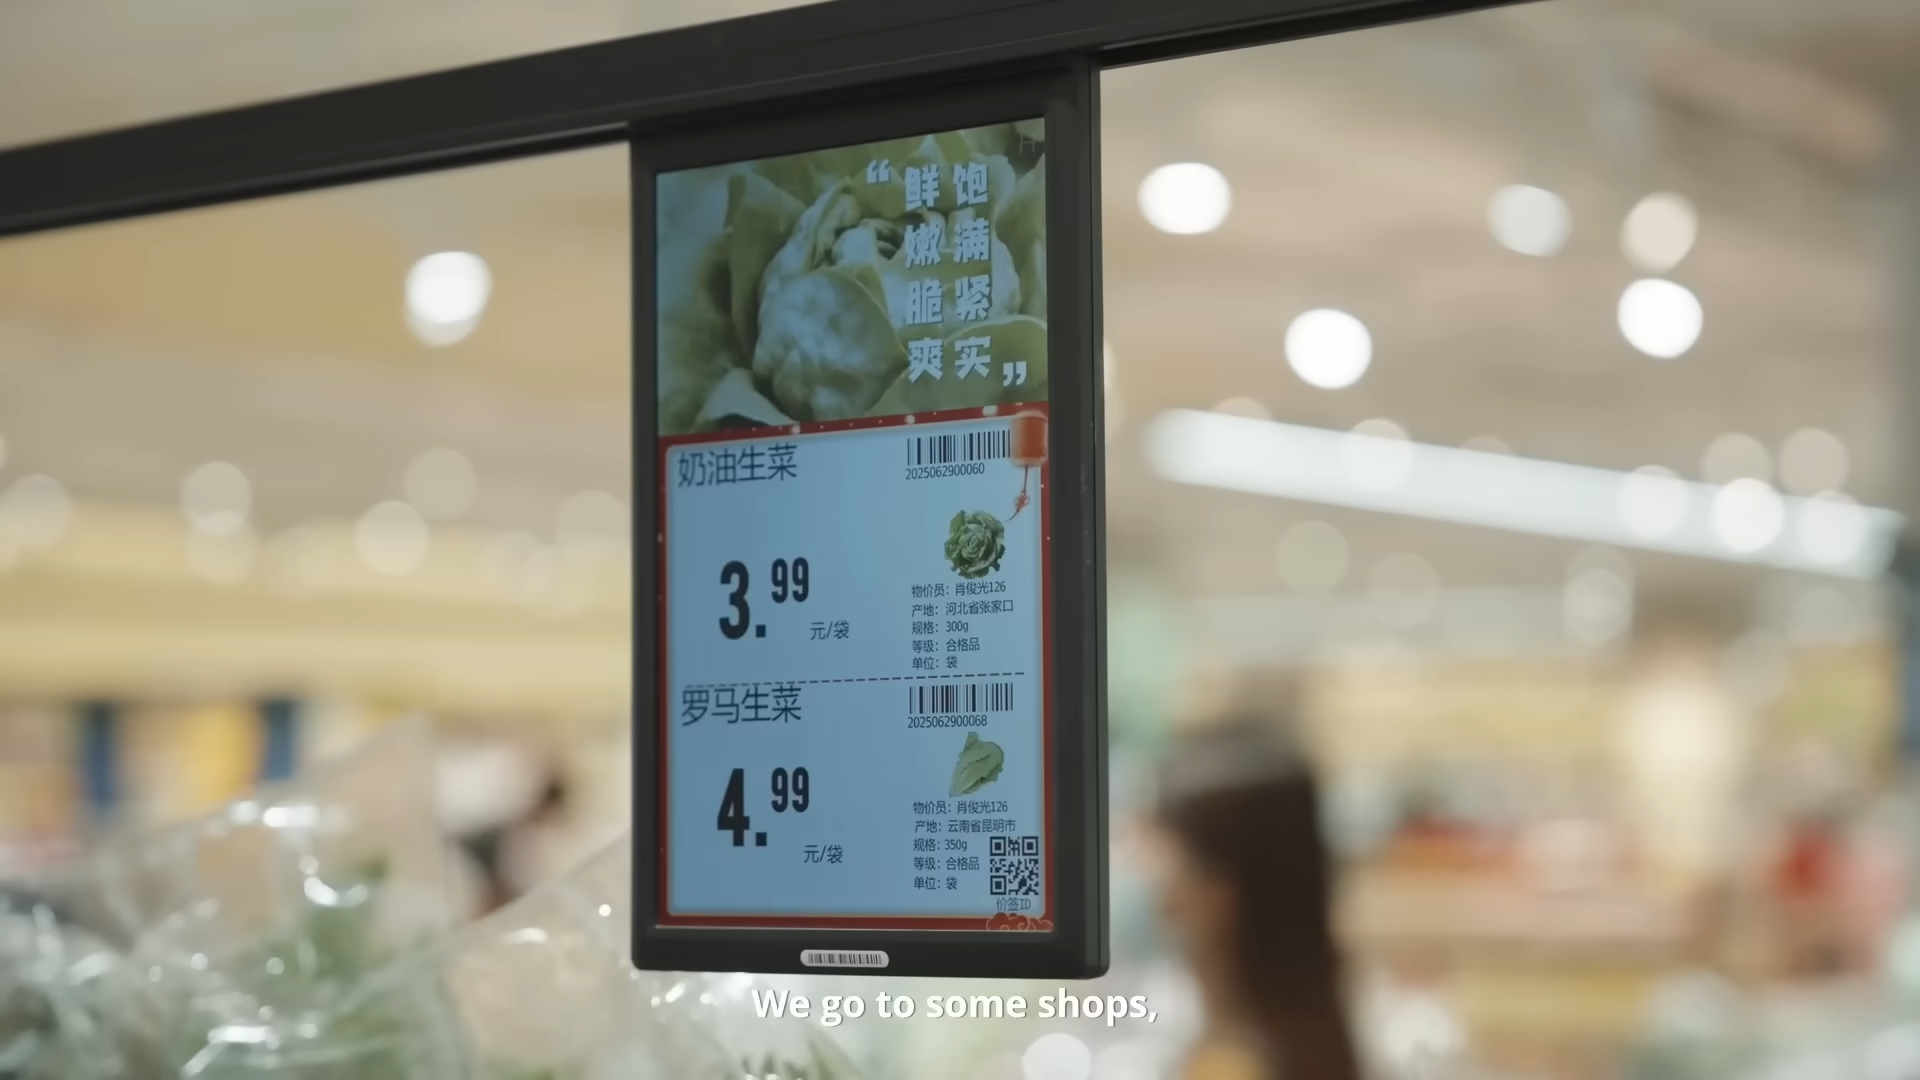 “鲜嫩脆爽
饱满紧实”
奶油生菜
2025062900060
3.99
元/袋
物价员：肖俊光126
产地：河北省张家口
规格：300g
等级：合格品
单位：袋
罗马生菜
2025062900068
4.99
元/袋
物价员：肖俊光126
产地：云南省昆明市
规格：350g
等级：合格品
单位：袋
价签ID
We go to some shops,